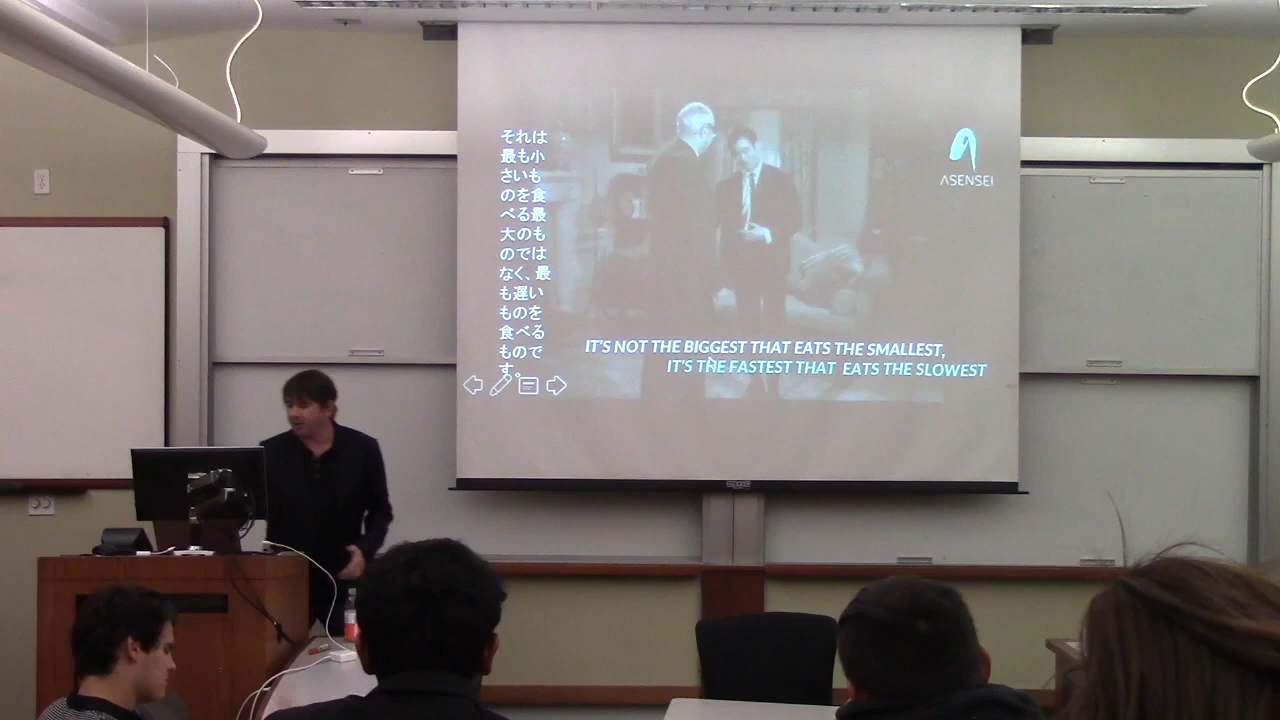 それは
最も小
さいも
のを食
べる最
大のも
のでは
なく、最
も遅い
ものを
食べる
もので
す。
ASENSEI
IT'S NOT THE BIGGEST THAT EATS THE SMALLEST,
IT'S THE FASTEST THAT EATS THE SLOWEST